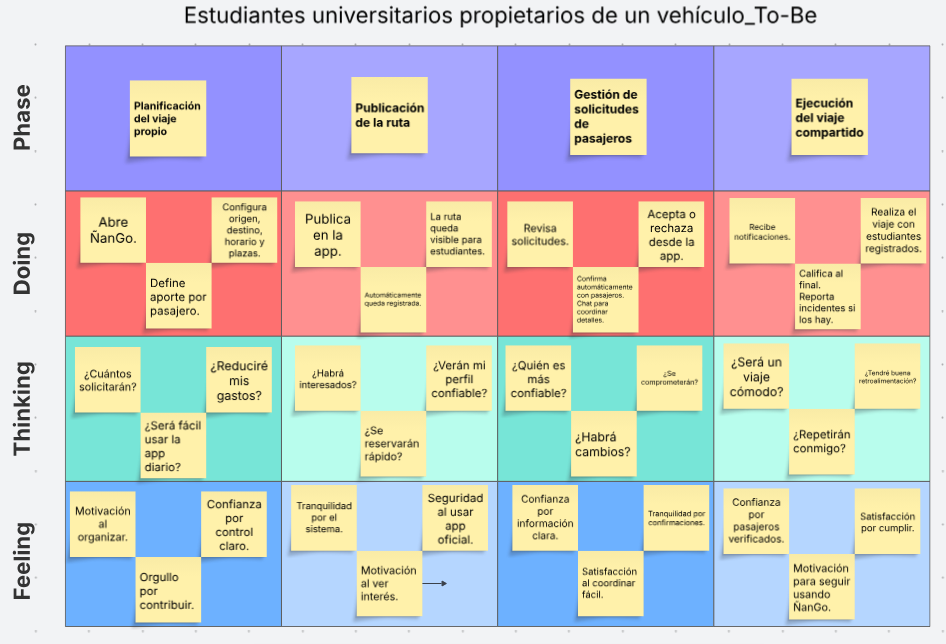 Estudiantes universitarios propietarios de un vehículo_To-Be
Phase
Planificación
del viaje
propio
Publicación
de la ruta
Gestión de
solicitudes
de
pasajeros
Ejecución
del viaje
compartido
Doing
Abre
ÑanGo.
Define
aporte por
pasajero.
Configura
origen,
destino,
horario y
plazas.
Publica
en la
app.
Automáticamente
queda registrada.
La ruta
queda
visible para
estudiantes.
Revisa
solicitudes.
Confirma
automáticamente
con pasajeros.
Chat para
coordinar
detalles.
Acepta o
rechaza
desde la
app.
Recibe
notificaciones.
Califica al
final.
Reporta
incidentes si
los hay.
Realiza el
viaje con
estudiantes
registrados.
Thinking
¿Cuántos
solicitarán?
¿Será fácil
usar la
app
diario?
¿Reduciré
mis
gastos?
¿Habrá
interesados?
¿Se
reservarán
rápido?
¿Verán mi
perfil
confiable?
¿Quién es
más
confiable?
¿Habrá
cambios?
¿Se
comprometerán?
¿Será un
viaje
cómodo?
¿Repetirán
conmigo?
¿Tendré buena
retroalimentación?
Feeling
Motivación
al
organizar.
Orgullo
por
contribuir.
Confianza
por
control
claro.
Tranquilidad
por el
sistema.
Motivación
al ver
interés.
Seguridad
al usar
app
oficial.
Confianza
por
información
clara.
Satisfacción
al coordinar
fácil.
Tranquilidad por
confirmaciones.
Confianza
por
pasajeros
verificados.
Motivación
para seguir
usando
ÑanGo.
Satisfacción
por cumplir.